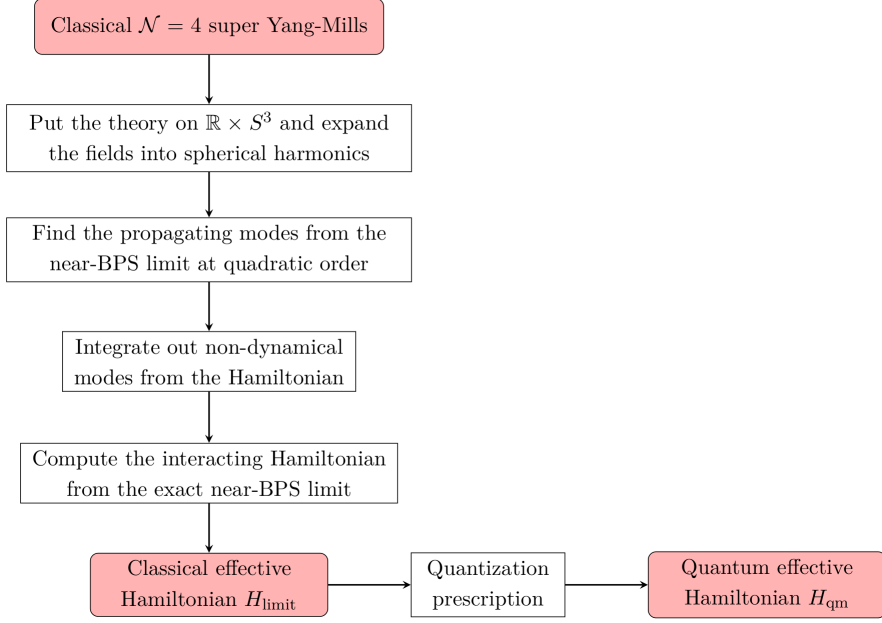 Classical 𝒩 = 4 super Yang-Mills
Put the theory on ℝ × S³ and expand
the fields into spherical harmonics
Find the propagating modes from the
near-BPS limit at quadratic order
Integrate out non-dynamical
modes from the Hamiltonian
Compute the interacting Hamiltonian
from the exact near-BPS limit
Classical effective
Hamiltonian H_limit
Quantization
prescription
Quantum effective
Hamiltonian H_qm